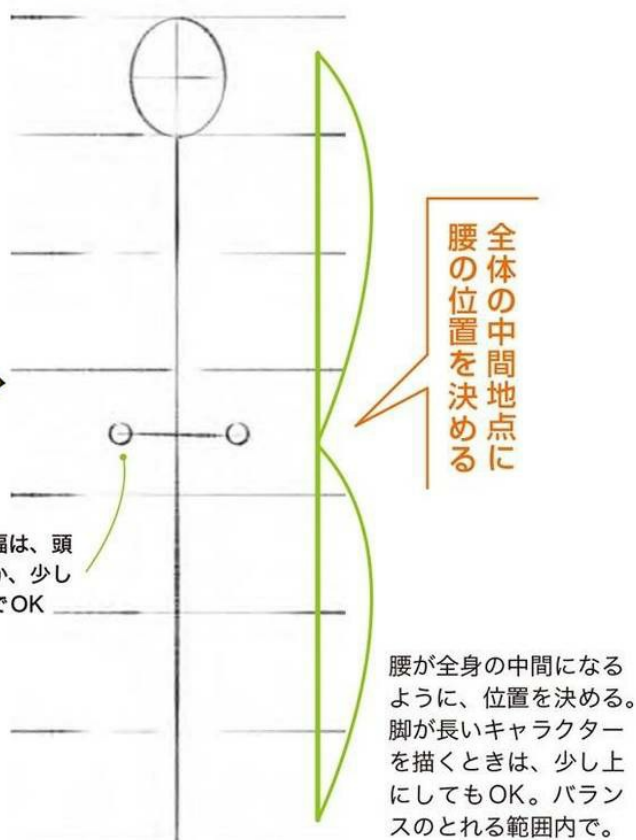 全体の中間地点に
腰の位置を決める
幅は、頭
、少し
でOK
腰が全身の中間になる
ように、位置を決める。
脚が長いキャラクター
を描くときは、少し上
にしてもOK。バラン
スのとれる範囲内で。